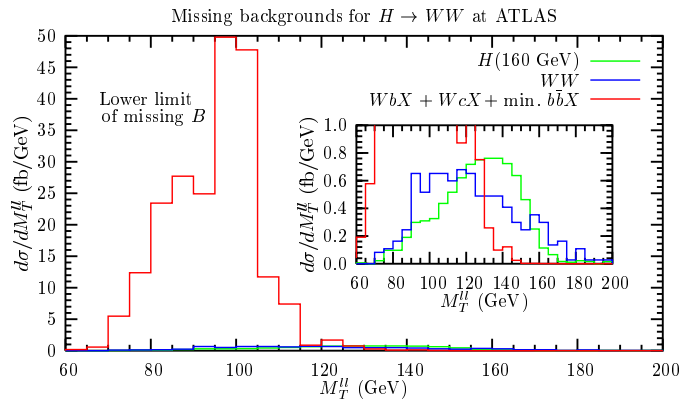 Missing backgrounds for H → WW at ATLAS
dσ/dM_T^{ll} (fb/GeV)
50
45
40
35
30
25
20
15
10
5
0
Lower limit
of missing B
H(160 GeV)
WW
WbX + WcX + min. bb̄X
dσ/dM_T^{ll} (fb/GeV)
1.0
0.8
0.6
0.4
0.2
0.0
60 80 100 120 140 160 180 200
M_T^{ll} (GeV)
60 80 100 120 140 160 180 200
M_T^{ll} (GeV)